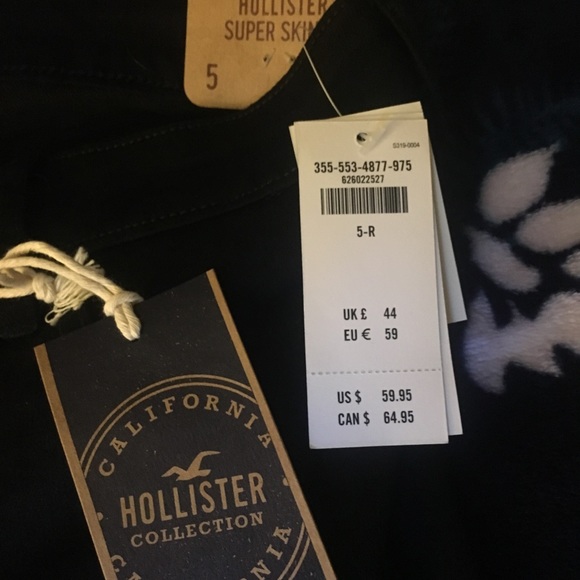 HOLLISTER
SUPER SKIN
5
S319-0004
355-553-4877-975
626022527
5-R
UK £ 44
EU € 59
US $ 59.95
CAN $ 64.95
CALIFORNIA
HOLLISTER
COLLECTION
FORNIA